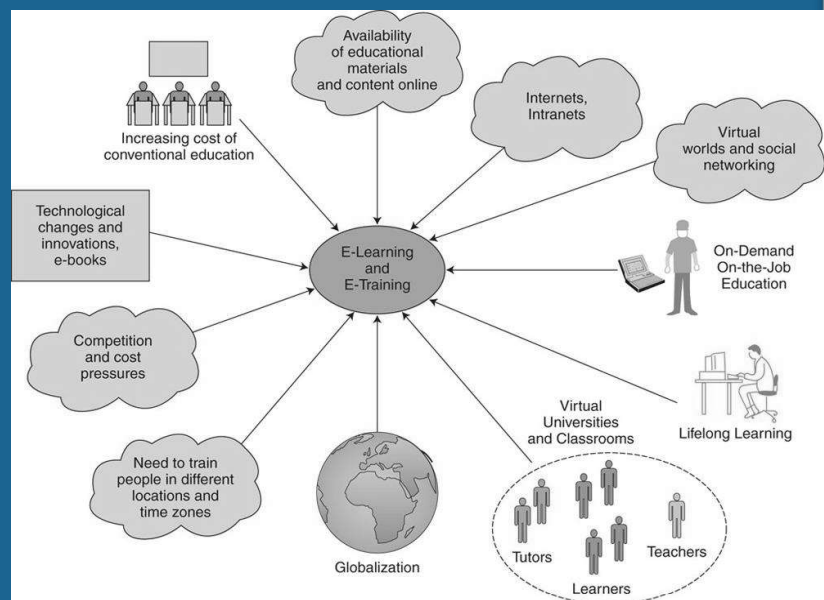 Availability
of educational
materials
and content online
Increasing cost of
conventional education
Internets,
Intranets
Virtual
worlds and social
networking
Technological
changes and
innovations,
e-books
E-Learning
and
E-Training
On-Demand
On-the-Job
Education
Competition
and cost
pressures
Lifelong Learning
Virtual
Universities
and Classrooms
Need to train
people in different
locations and
time zones
Globalization
Tutors
Learners
Teachers